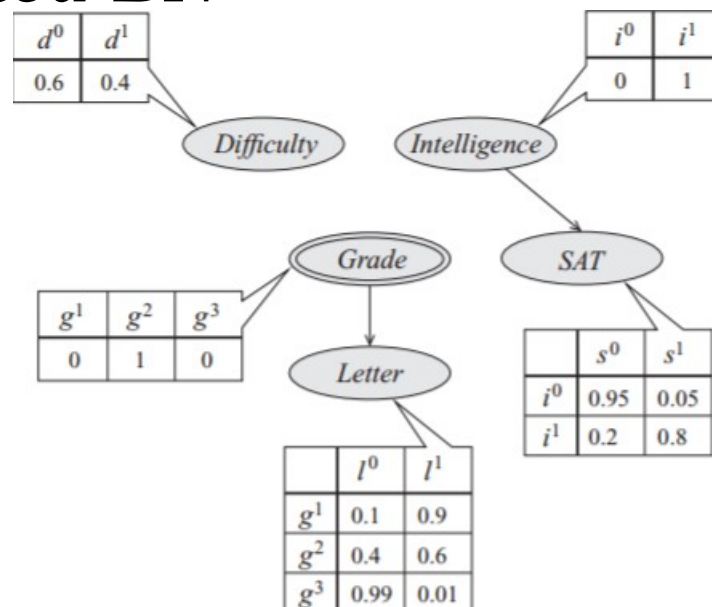 d⁰ d¹
0.6 0.4
i⁰ i¹
0 1
Difficulty
Intelligence
Grade
SAT
g¹ g² g³
0 1 0
Letter
s⁰ s¹
i⁰ 0.95 0.05
i¹ 0.2 0.8
l⁰ l¹
g¹ 0.1 0.9
g² 0.4 0.6
g³ 0.99 0.01